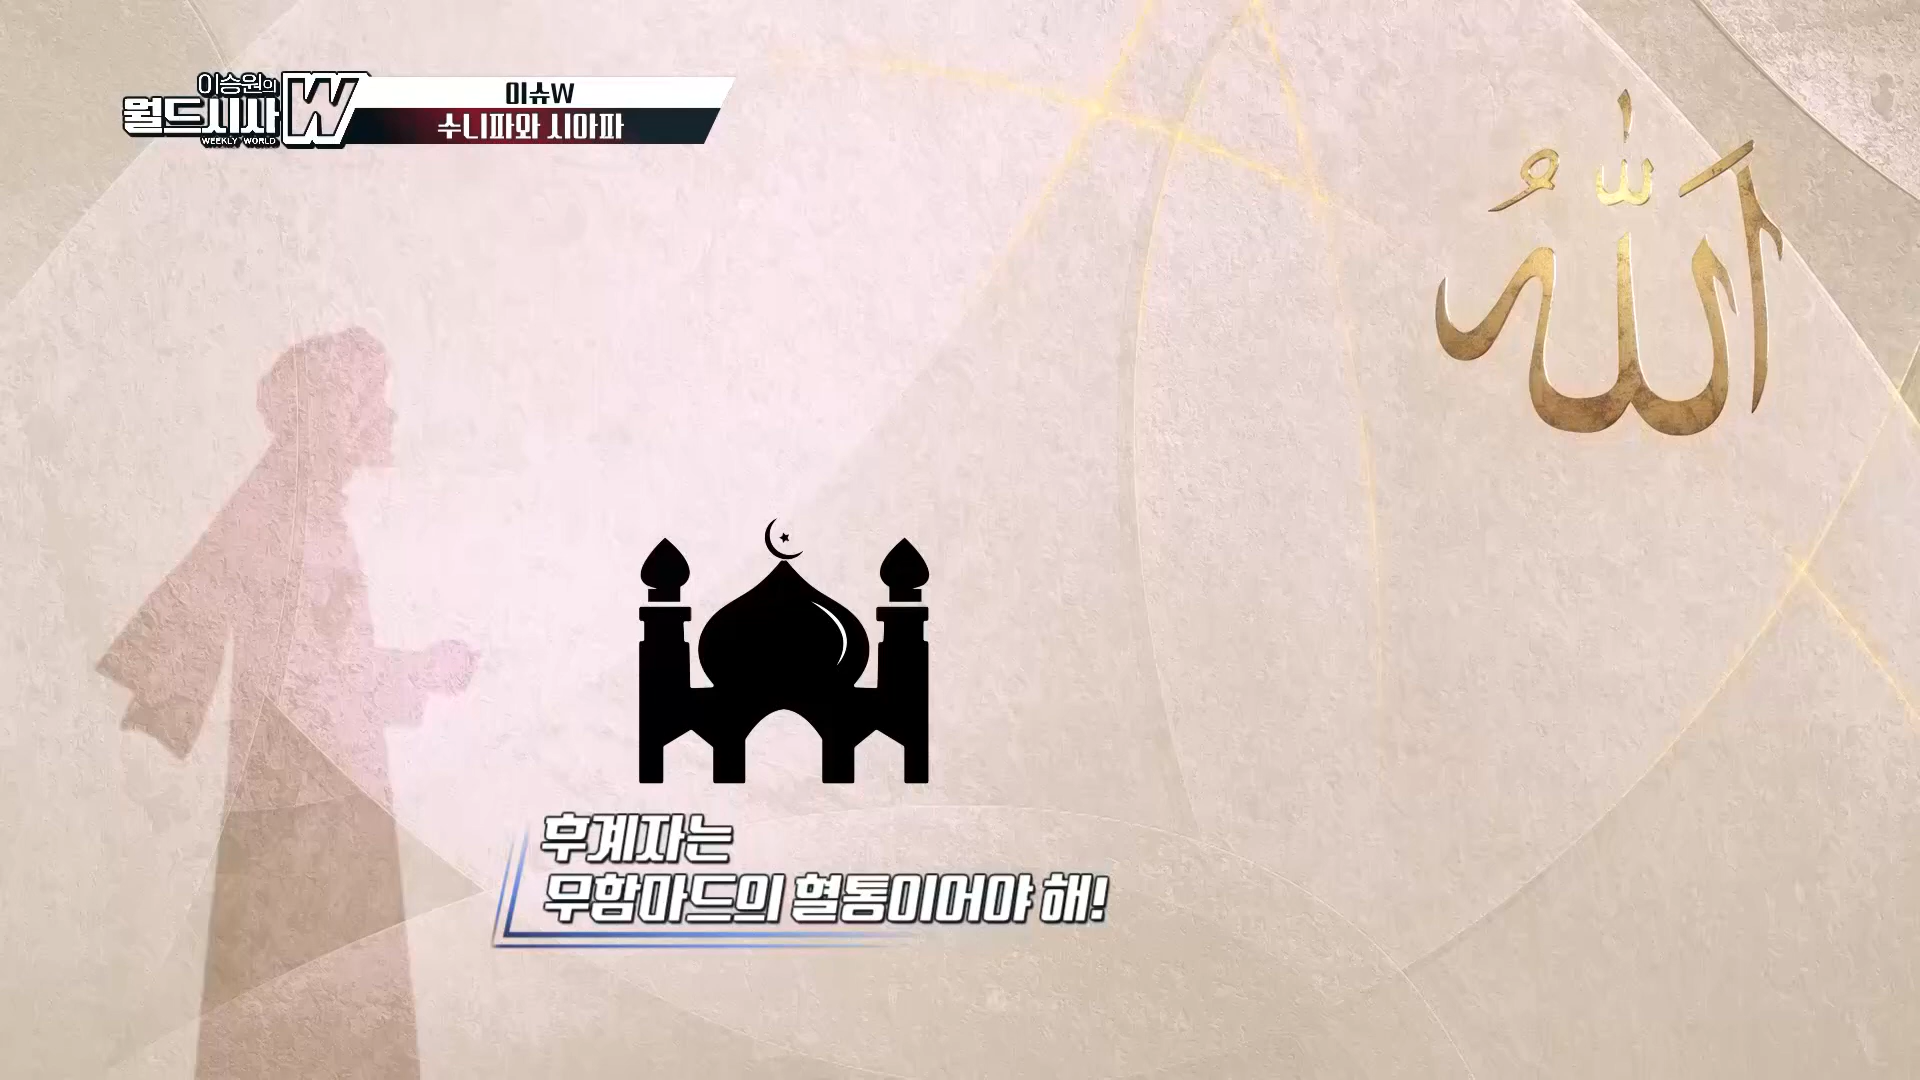 이승원의
월드시사 W
WEEKLY WORLD
이슈W
수니파와 시아파
الله
후계자는
무함마드의 혈통이어야 해!